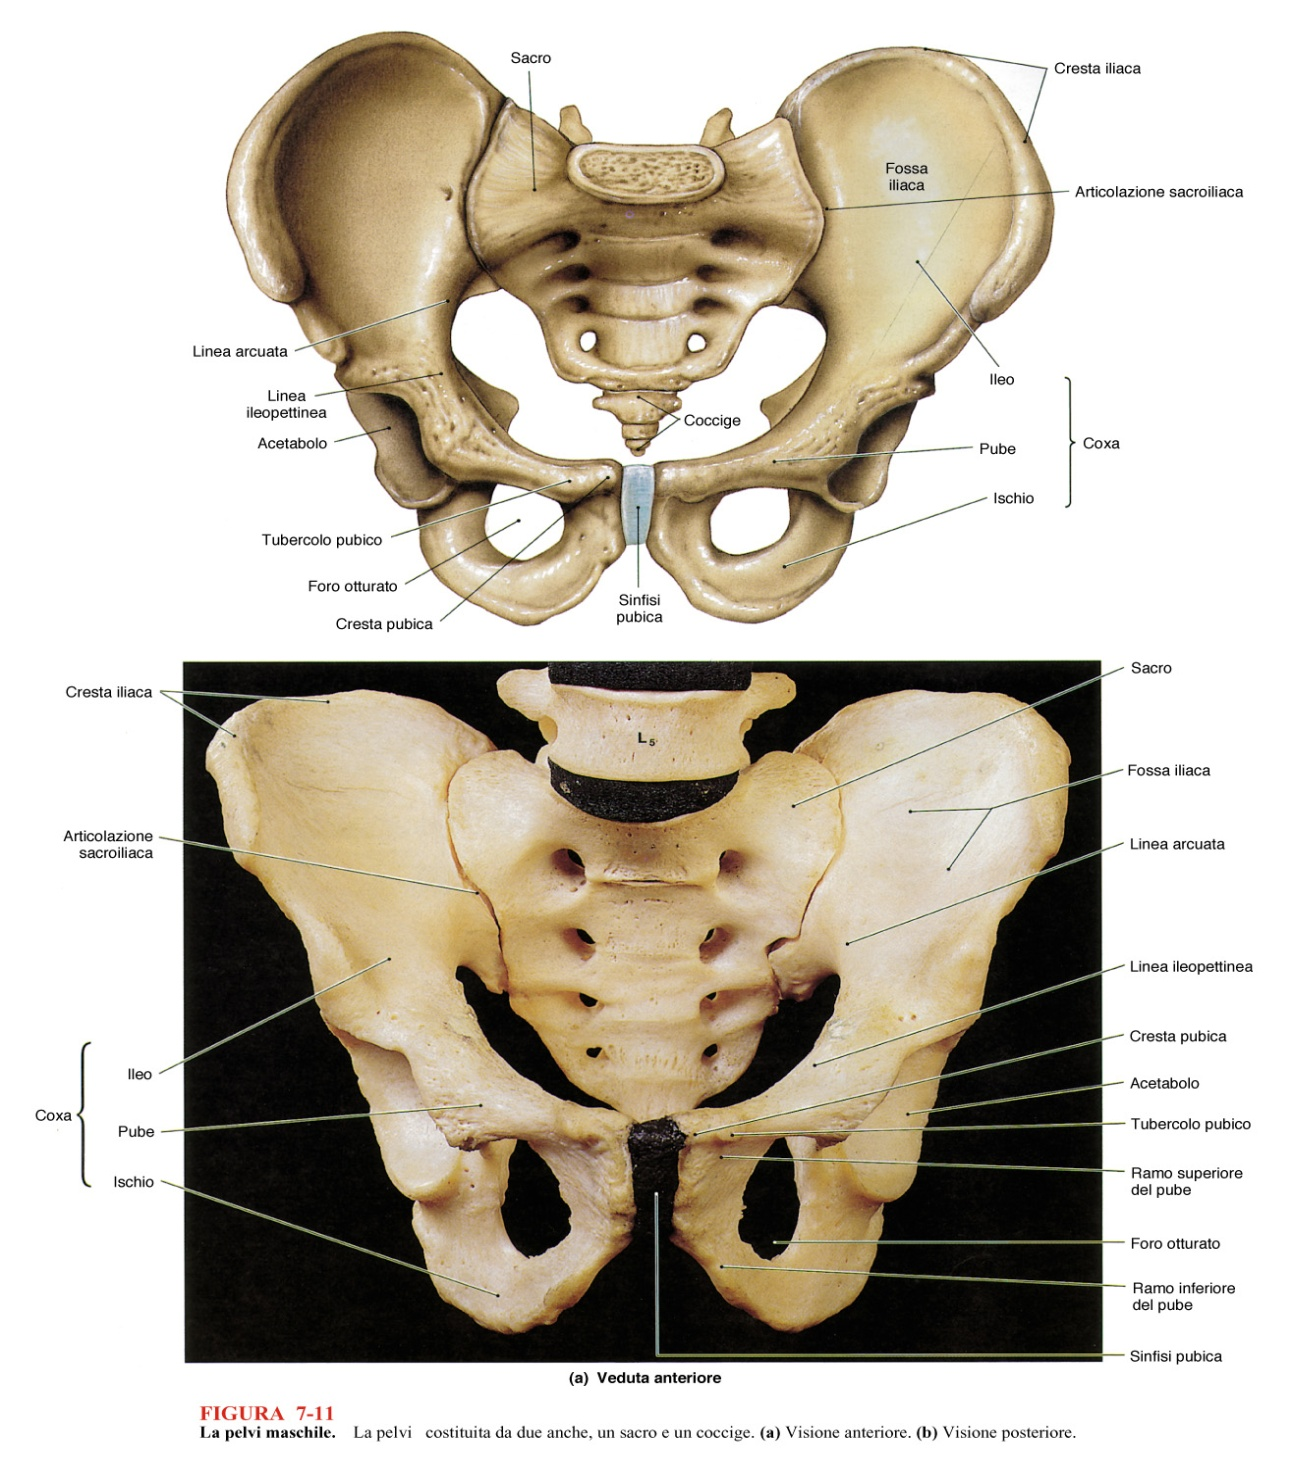 Sacro
Cresta iliaca
Fossa
iliaca
Articolazione sacroiliaca
Linea arcuata
Ileo
Linea
ileopettinea
Coccige
Acetabolo
Coxa
Pube
Ischio
Tubercolo pubico
Foro otturato
Sinfisi
pubica
Cresta pubica
Sacro
Cresta iliaca
L5
Fossa iliaca
Articolazione
sacroiliaca
Linea arcuata
Linea ileopettinea
Cresta pubica
Ileo
Acetabolo
Coxa
Tubercolo pubico
Pube
Ramo superiore
del pube
Ischio
Foro otturato
Ramo inferiore
del pube
Sinfisi pubica
(a) Veduta anteriore
FIGURA 7-11
La pelvi maschile. La pelvi costituita da due anche, un sacro e un coccige. (a) Visione anteriore. (b) Visione posteriore.